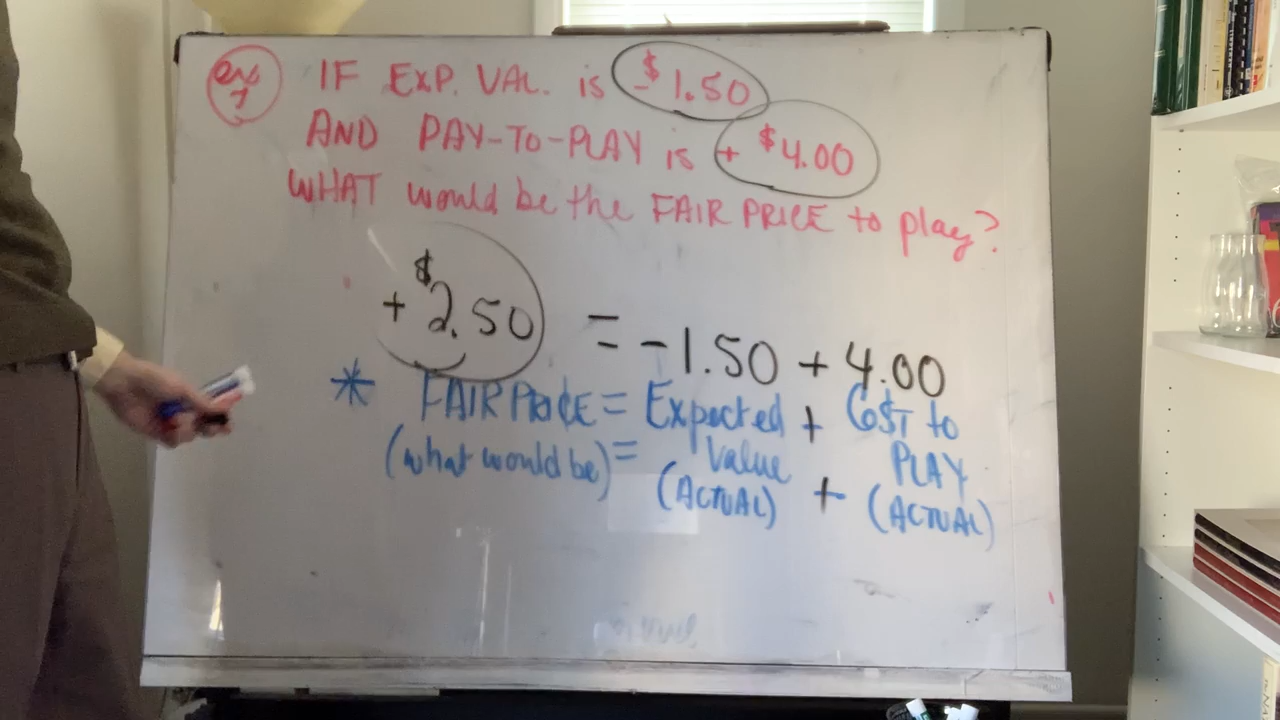 ex 1
IF EXP. VAL. is -$1.50
AND PAY-TO-PLAY is + $4.00
WHAT would be the FAIR PRICE to play?
+ $2.50 = -1.50 + 4.00
* FAIR PRICE = Expected + Co$T to
(what would be) = Value PLAY
(ACTUAL) + (ACTUAL)